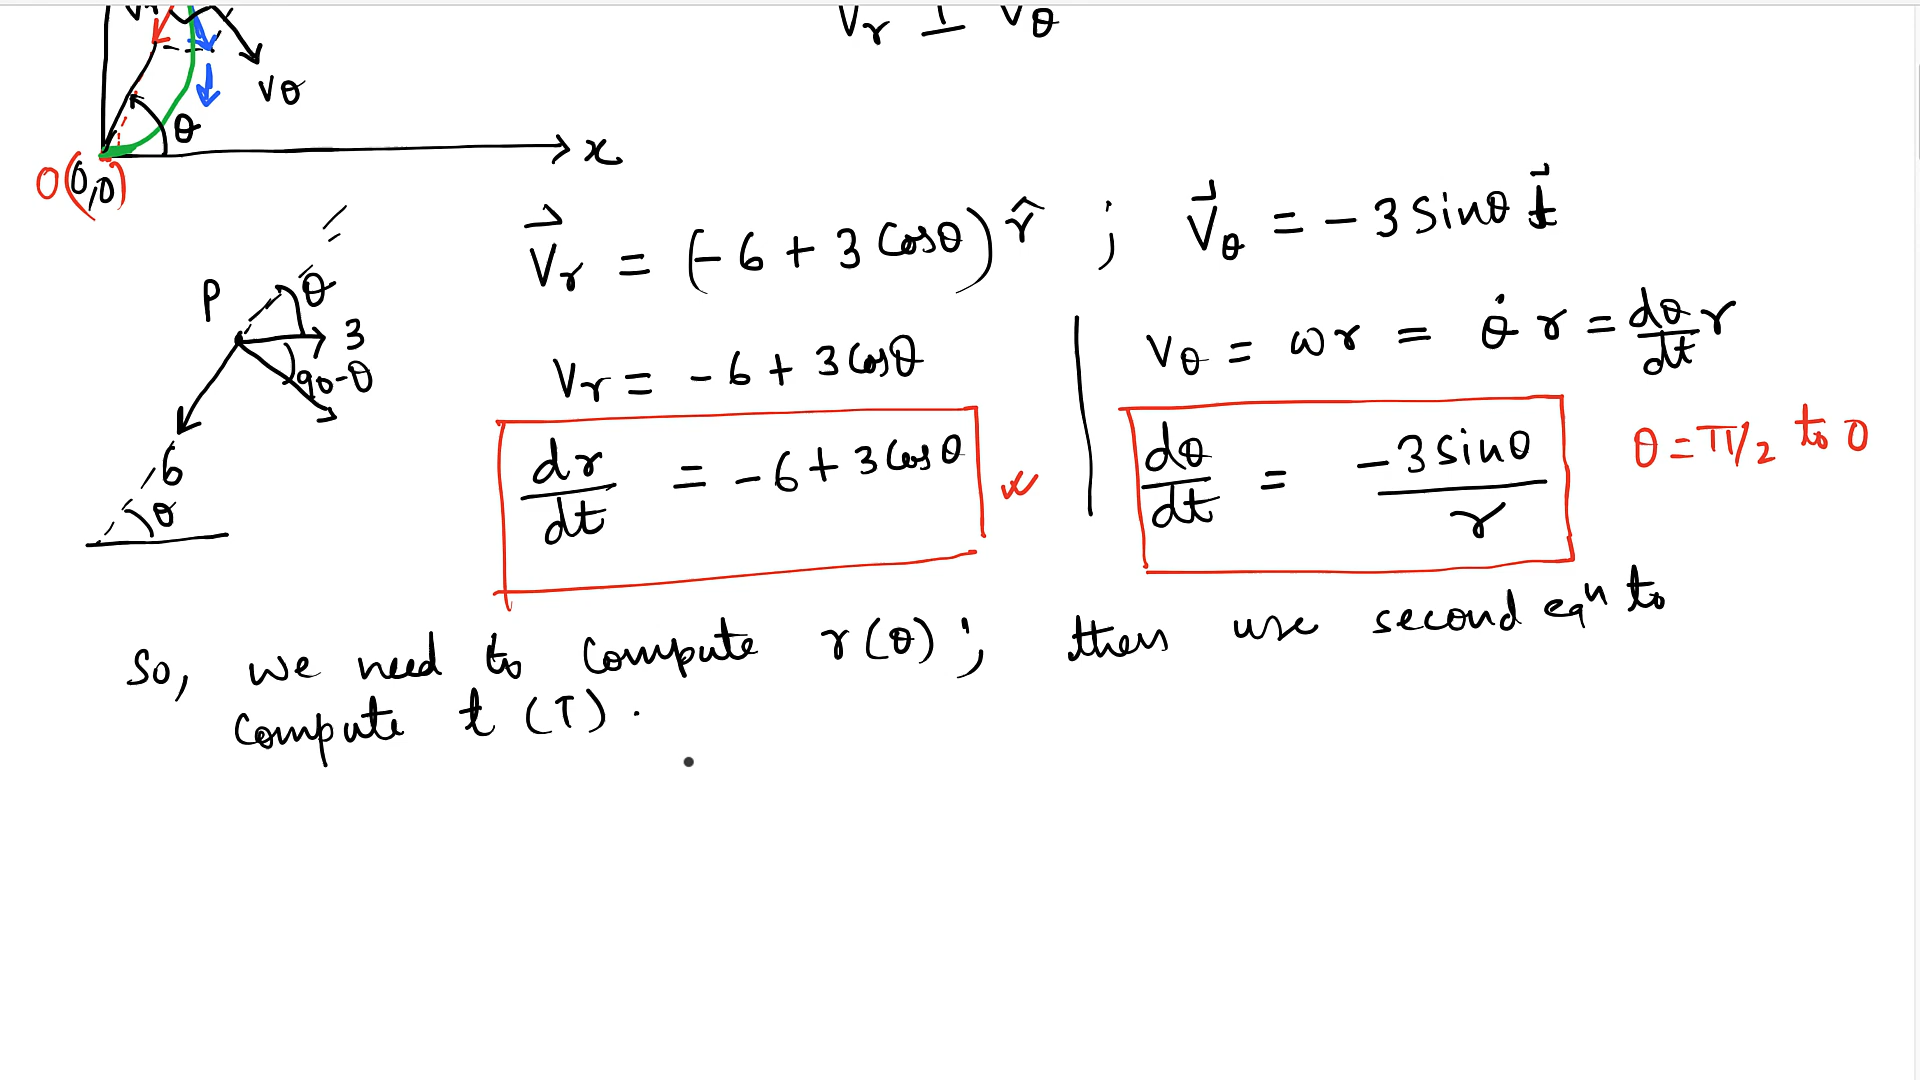 Vr ⊥ Vθ
Vθ
θ
x
O(0,0)
V⃗r = (-6 + 3 Cosθ) r̂ ; V⃗θ = -3 Sinθ t⃗
P
θ
3
90-θ
6
θ
Vr = -6 + 3 Cosθ
Vθ = ωr = θ̇ r = dθ/dt r
dr/dt = -6 + 3 Cosθ
dθ/dt = -3 sinθ / r
θ = π/2 to 0
So, we need to compute r(θ) ; then use second eqn to
compute t (T) .